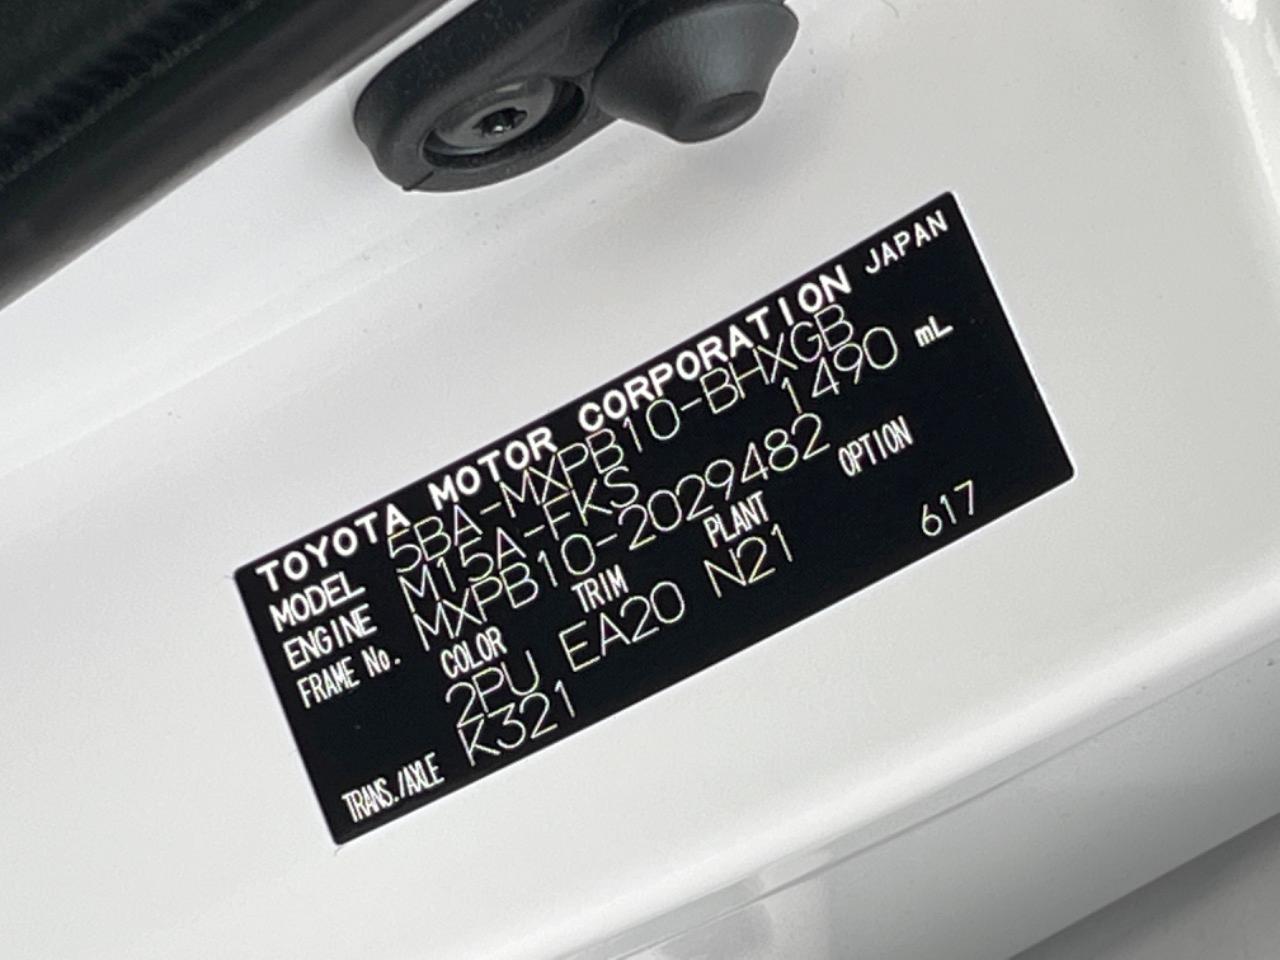 TOYOTA MOTOR CORPORATION JAPAN
MODEL 5BA-MXPB10-BHXGB
ENGINE M15A-FKS 1490 mL
FRAME No. MXPB10-2029482
COLOR TRIM PLANT OPTION
2PU EA20 N21 617
TRANS./AXLE K321